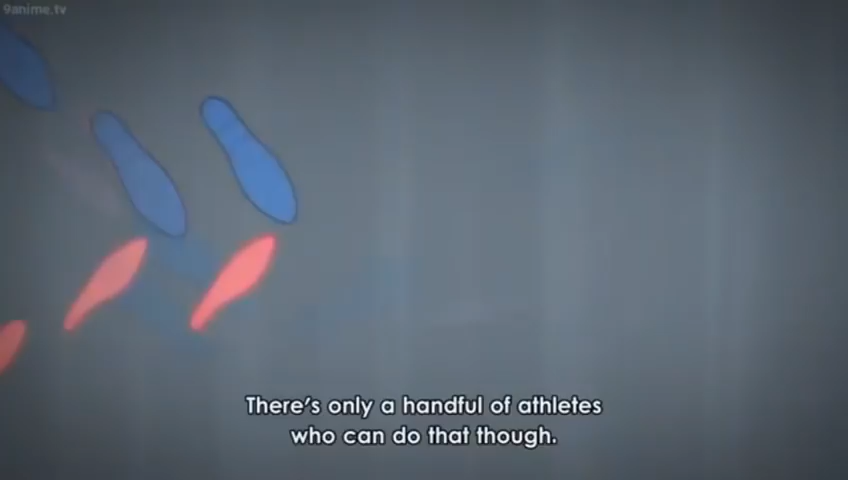 9anime.tv
There's only a handful of athletes
who can do that though.